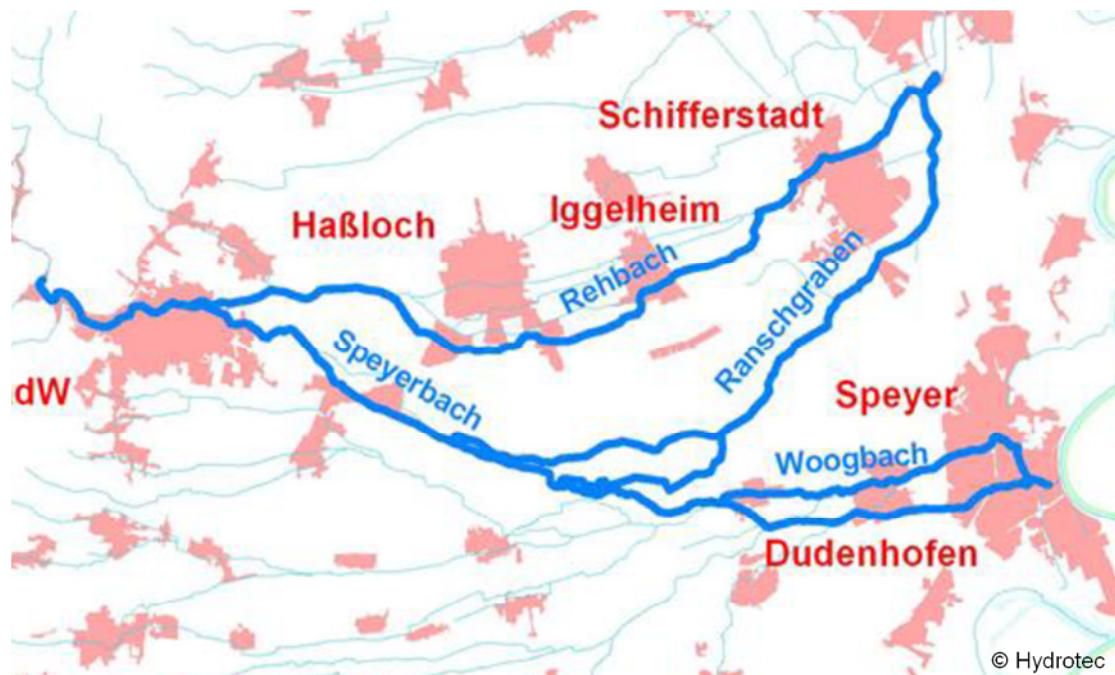 Schifferstadt
Iggelheim
Haßloch
Rehbach
Ranschgraben
Speyerbach
dW
Speyer
Woogbach
Dudenhofen
© Hydrotec